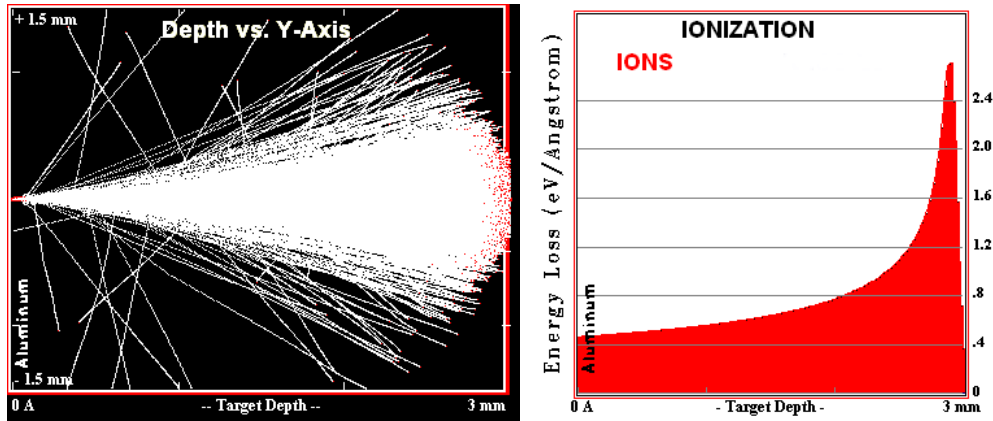 + 1.5 mm
Depth vs. Y-Axis
Aluminum
- 1.5 mm
0 A
-- Target Depth --
3 mm
IONIZATION
IONS
Energy Loss (eV/Angstrom)
Aluminum
2.4
2.0
1.6
1.2
.8
.4
0
0 A
- Target Depth -
3 mm